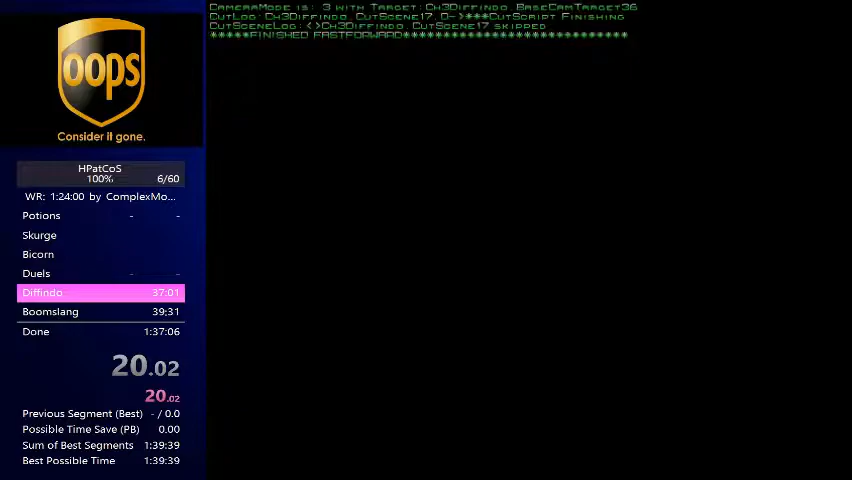 CameraMode is: 3 with Target: Ch3Diffindo.BaseCamTarget36
CutLog: Ch3Diffindo.CutScene17.0->***CutScript Finishing
CutSceneLog: <>Ch3Diffindo.CutScene17 skipped
*****FINISHED FASTFORWARD*****************************
oops
Consider it gone.
HPatCoS
100% 6/60
WR: 1:24:00 by ComplexMo...
Potions - -
Skurge
Bicorn
Duels - -
Diffindo 37:01
Boomslang 39:31
Done 1:37:06
20.02
20.02
Previous Segment (Best) - / 0.0
Possible Time Save (PB) 0.00
Sum of Best Segments 1:39:39
Best Possible Time 1:39:39